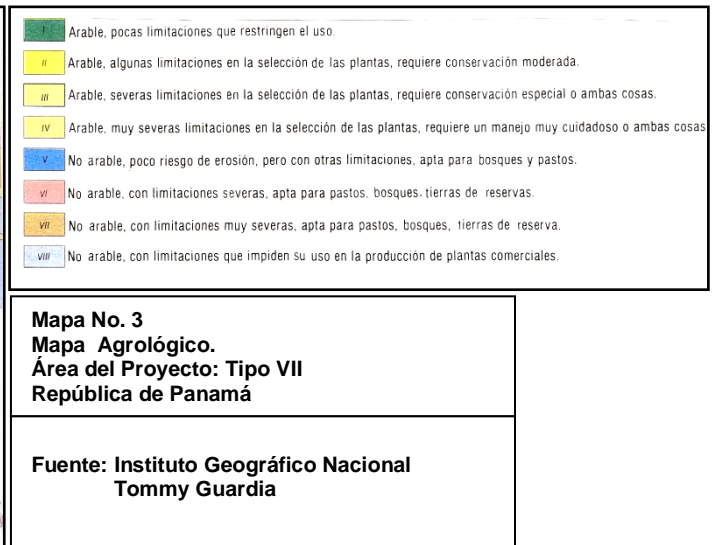 I Arable, pocas limitaciones que restringen el uso.
II Arable, algunas limitaciones en la selección de las plantas, requiere conservación moderada.
III Arable, severas limitaciones en la selección de las plantas, requiere conservación especial o ambas cosas.
IV Arable, muy severas limitaciones en la selección de las plantas, requiere un manejo muy cuidadoso o ambas cosas
V No arable, poco riesgo de erosión, pero con otras limitaciones, apta para bosques y pastos.
VI No arable, con limitaciones severas, apta para pastos, bosques, tierras de reservas.
VII No arable, con limitaciones muy severas, apta para pastos, bosques, tierras de reserva.
VIII No arable, con limitaciones que impiden su uso en la producción de plantas comerciales.
Mapa No. 3
Mapa Agrológico.
Área del Proyecto: Tipo VII
República de Panamá
Fuente: Instituto Geográfico Nacional
Tommy Guardia